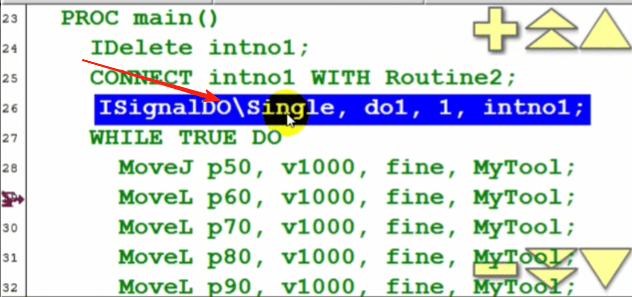 23 PROC main()
24 IDelete intno1;
25 CONNECT intno1 WITH Routine2;
26 ISignalDO\Single, do1, 1, intno1;
27 WHILE TRUE DO
28 MoveJ p50, v1000, fine, MyTool;
MoveL p60, v1000, fine, MyTool;
30 MoveL p70, v1000, fine, MyTool;
31 MoveL p80, v1000, fine, MyTool;
32 MoveL p90, v1000, fine, MyTool;